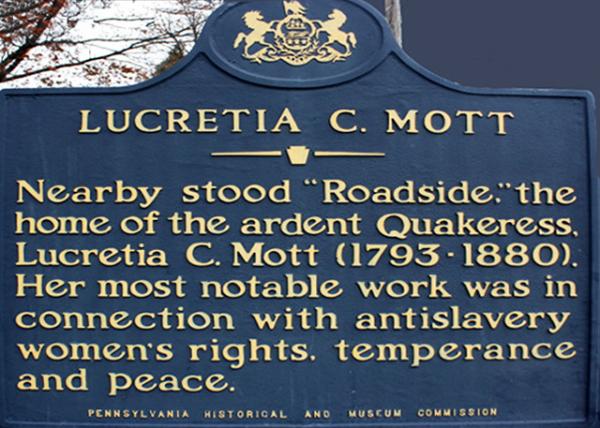 LUCRETIA C. MOTT
Nearby stood "Roadside," the
home of the ardent Quakeress,
Lucretia C. Mott (1793-1880).
Her most notable work was in
connection with antislavery
women's rights, temperance
and peace.
PENNSYLVANIA HISTORICAL AND MUSEUM COMMISSION